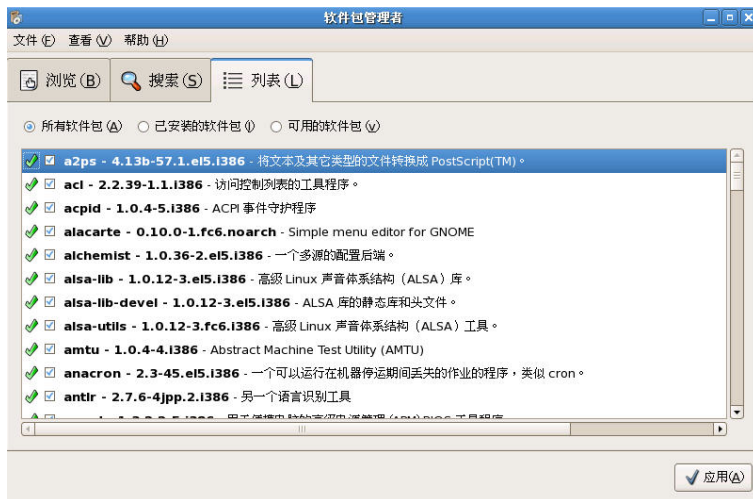 软件包管理者
文件(F) 查看(V) 帮助(H)
浏览(B) 搜索(S) 列表(L)
所有软件包(A) 已安装的软件包(I) 可用的软件包(v)
a2ps - 4.13b-57.1.el5.i386 - 将文本及其它类型的文件转换成 PostScript(TM)。
acl - 2.2.39-1.1.i386 - 访问控制列表的工具程序。
acpid - 1.0.4-5.i386 - ACPI 事件守护程序
alacarte - 0.10.0-1.fc6.noarch - Simple menu editor for GNOME
alchemist - 1.0.36-2.el5.i386 - 一个多源的配置后端。
alsa-lib - 1.0.12-3.el5.i386 - 高级 Linux 声音体系结构（ALSA）库。
alsa-lib-devel - 1.0.12-3.el5.i386 - ALSA 库的静态库和头文件。
alsa-utils - 1.0.12-3.fc6.i386 - 高级 Linux 声音体系结构（ALSA）工具。
amtu - 1.0.4-4.i386 - Abstract Machine Test Utility (AMTU)
anacron - 2.3-45.el5.i386 - 一个可以运行在机器停运期间丢失的作业的程序，类似 cron。
antlr - 2.7.6-4jpp.2.i386 - 另一个语言识别工具
应用(A)